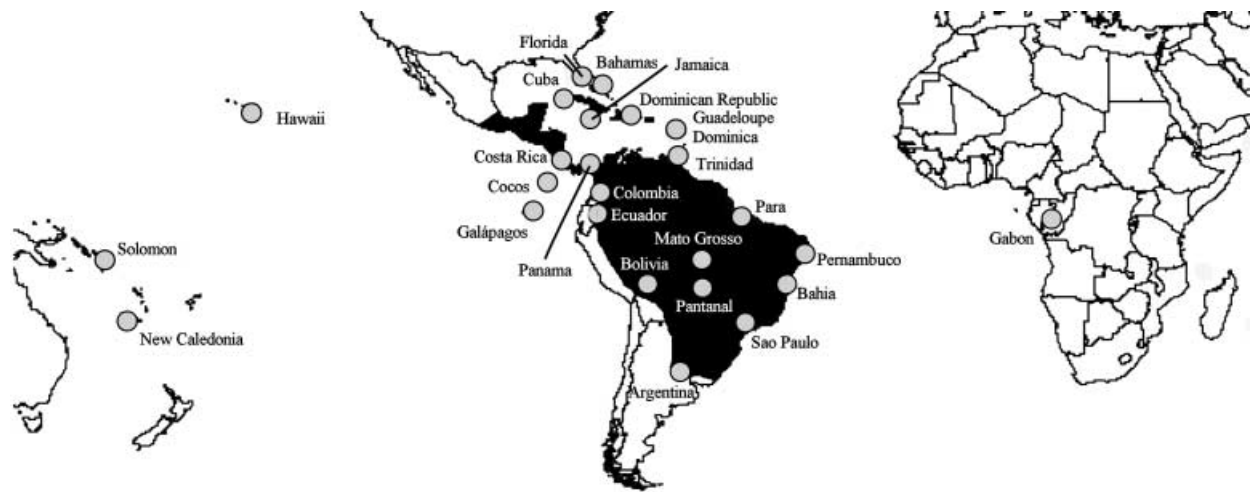 Florida
Bahamas
Jamaica
Cuba
Dominican Republic
Hawaii
Guadeloupe
Dominica
Costa Rica
Trinidad
Cocos
Colombia
Ecuador
Para
Galápagos
Gabon
Mato Grosso
Solomon
Panama
Bolivia
Pernambuco
Bahia
Pantanal
New Caledonia
Sao Paulo
Argentina